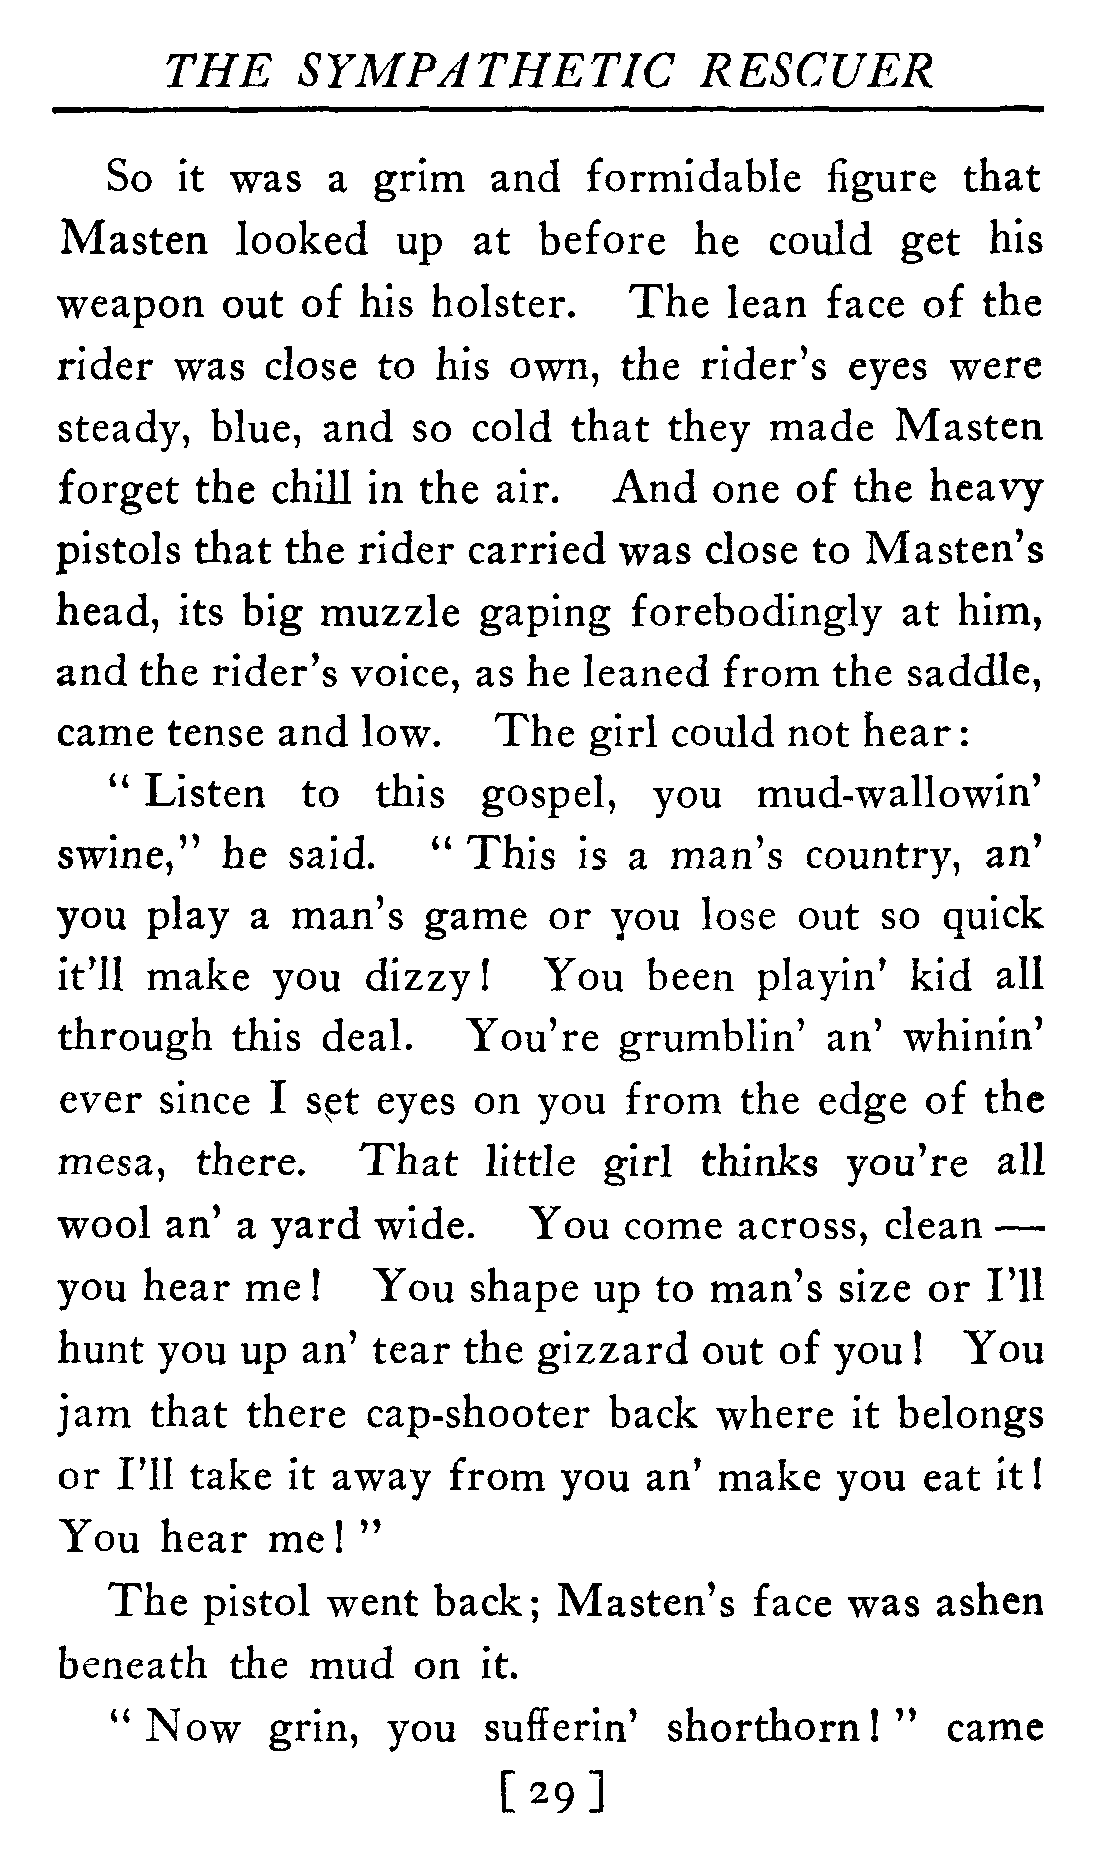 THE SYMPATHETIC RESCUER
So it was a grim and formidable figure that
Masten looked up at before he could get his
weapon out of his holster. The lean face of the
rider was close to his own, the rider's eyes were
steady, blue, and so cold that they made Masten
forget the chill in the air. And one of the heavy
pistols that the rider carried was close to Masten's
head, its big muzzle gaping forebodingly at him,
and the rider's voice, as he leaned from the saddle,
came tense and low. The girl could not hear:
“ Listen to this gospel, you mud-wallowin'
swine,” he said. “ This is a man's country, an'
you play a man's game or you lose out so quick
it'll make you dizzy! You been playin' kid all
through this deal. You're grumblin' an' whinin'
ever since I set eyes on you from the edge of the
mesa, there. That little girl thinks you're all
wool an' a yard wide. You come across, clean —
you hear me! You shape up to man's size or I'll
hunt you up an' tear the gizzard out of you! You
jam that there cap-shooter back where it belongs
or I'll take it away from you an' make you eat it!
You hear me! ”
The pistol went back; Masten's face was ashen
beneath the mud on it.
“ Now grin, you sufferin' shorthorn! ” came
[ 29 ]